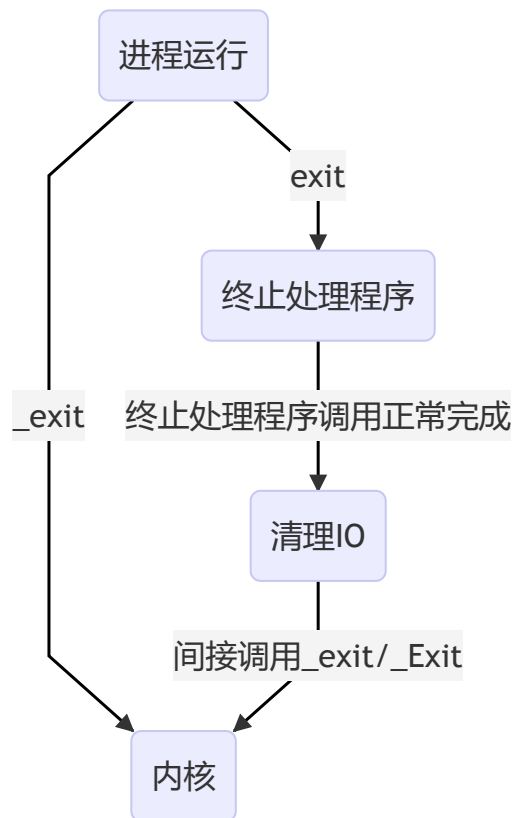 进程运行
exit
终止处理程序
_exit
终止处理程序调用正常完成
清理IO
间接调用_exit/_Exit
内核